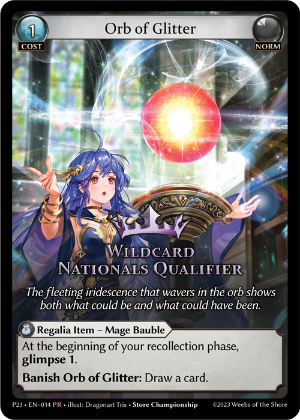 1
COST
Orb of Glitter
NORM
WILDCARD
NATIONALS QUALIFIER
The fleeting iridescence that wavers in the orb shows
both what could be and what could have been.
Regalia Item – Mage Bauble
At the beginning of your recollection phase,
glimpse 1.
Banish Orb of Glitter: Draw a card.
P23 • EN-014 PR • illust: Dragonart Tris • Store Championship
©2023 Weebs of the Shore